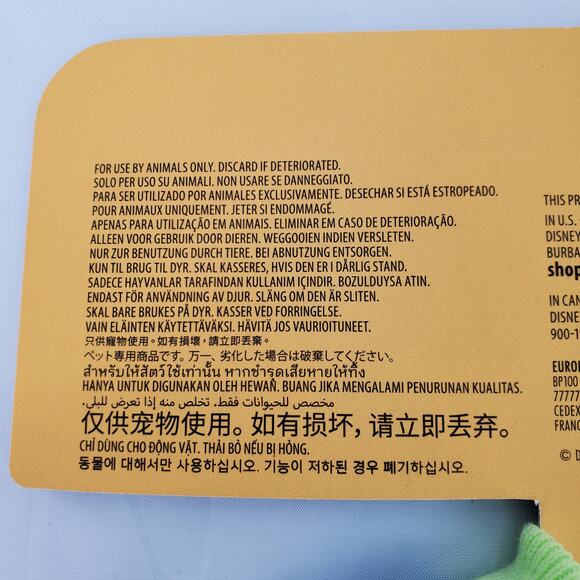 FOR USE BY ANIMALS ONLY. DISCARD IF DETERIORATED.
SOLO PER USO SU ANIMALI. NON USARE SE DANNEGGIATO.
PARA SER UTILIZADO POR ANIMALES EXCLUSIVAMENTE. DESECHAR SI ESTÁ ESTROPEADO.
POUR ANIMAUX UNIQUEMENT. JETER SI ENDOMMAGÉ.
APENAS PARA UTILIZAÇÃO EM ANIMAIS. ELIMINAR EM CASO DE DETERIORAÇÃO.
ALLEEN VOOR GEBRUIK DOOR DIEREN. WEGGOOIEN INDIEN VERSLETEN.
NUR ZUR BENUTZUNG DURCH TIERE. BEI ABNUTZUNG ENTSORGEN.
KUN TIL BRUG TIL DYR. SKAL KASSERES, HVIS DEN ER I DÅRLIG STAND.
SADECE HAYVANLAR TARAFINDAN KULLANIM IÇINDIR. BOZULDUYSA ATIN.
ENDAST FÖR ANVÄNDNING AV DJUR. SLÄNG OM DEN ÄR SLITEN.
SKAL BARE BRUKES PÅ DYR. KASSER VED FORRINGELSE.
VAIN ELÄINTEN KÄYTETTÄVÄKSI. HÄVITÄ JOS VAURIOITUNEET.
只供寵物使用。如有損壞，請立即丟棄。
ペット専用商品です。万一、劣化した場合は破棄してください。
สำหรับให้สัตว์ใช้เท่านั้น หากชำรุดเสียหายให้ทิ้ง
HANYA UNTUK DIGUNAKAN OLEH HEWAN. BUANG JIKA MENGALAMI PENURUNAN KUALITAS.
مخصص للحيوانات فقط، تخلص منه إذا تعرض للبلى.
仅供宠物使用。如有损坏，请立即丢弃。
CHỈ DÙNG CHO ĐỘNG VẬT. THẢI BỎ NẾU BỊ HỎNG.
동물에 대해서만 사용하십시오. 기능이 저하된 경우 폐기하십시오.
THIS PR
IN U.S.
DISNEY
BURBA
shop
IN CAN
DISNE
900-1
EUROP
BP100
77777
CEDEX
FRANC
© D